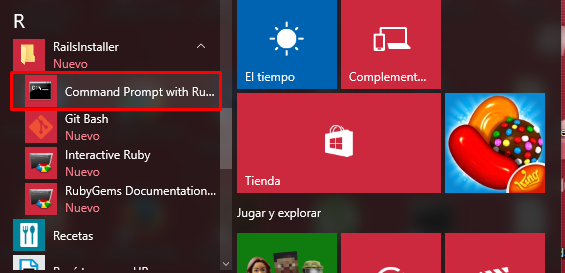 R
RailsInstaller
Nuevo
Command Prompt with Ru...
Git Bash
Nuevo
Interactive Ruby
Nuevo
RubyGems Documentation...
Nuevo
Recetas
El tiempo
Complement...
Tienda
King
Jugar y explorar